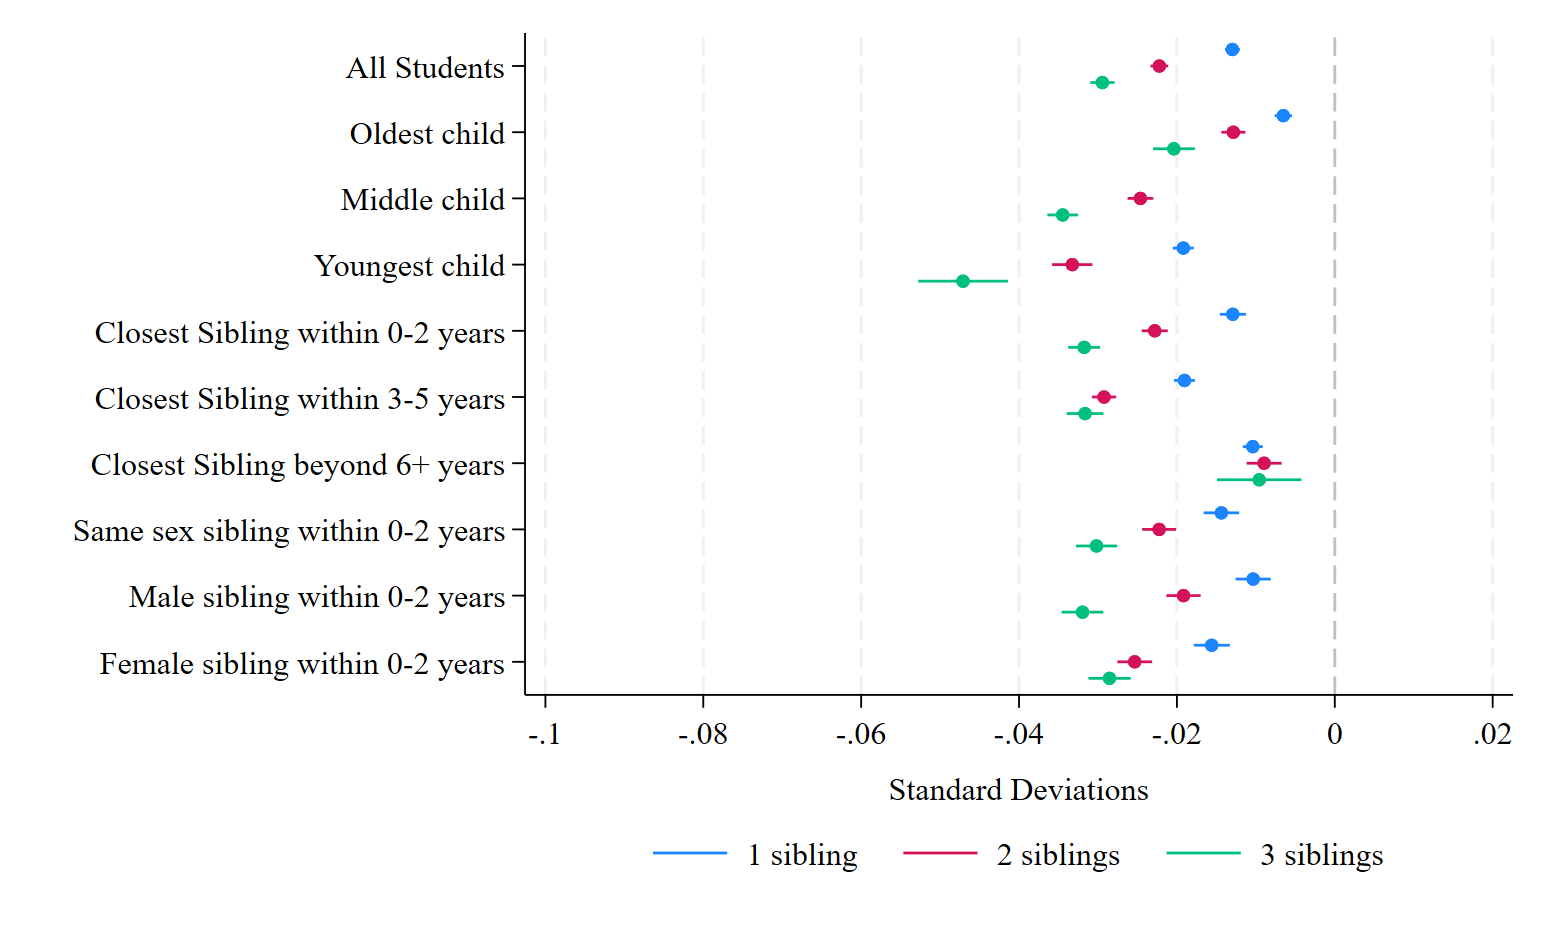 All Students
Oldest child
Middle child
Youngest child
Closest Sibling within 0-2 years
Closest Sibling within 3-5 years
Closest Sibling beyond 6+ years
Same sex sibling within 0-2 years
Male sibling within 0-2 years
Female sibling within 0-2 years
-.1 -.08 -.06 -.04 -.02 0 .02
Standard Deviations
1 sibling 2 siblings 3 siblings